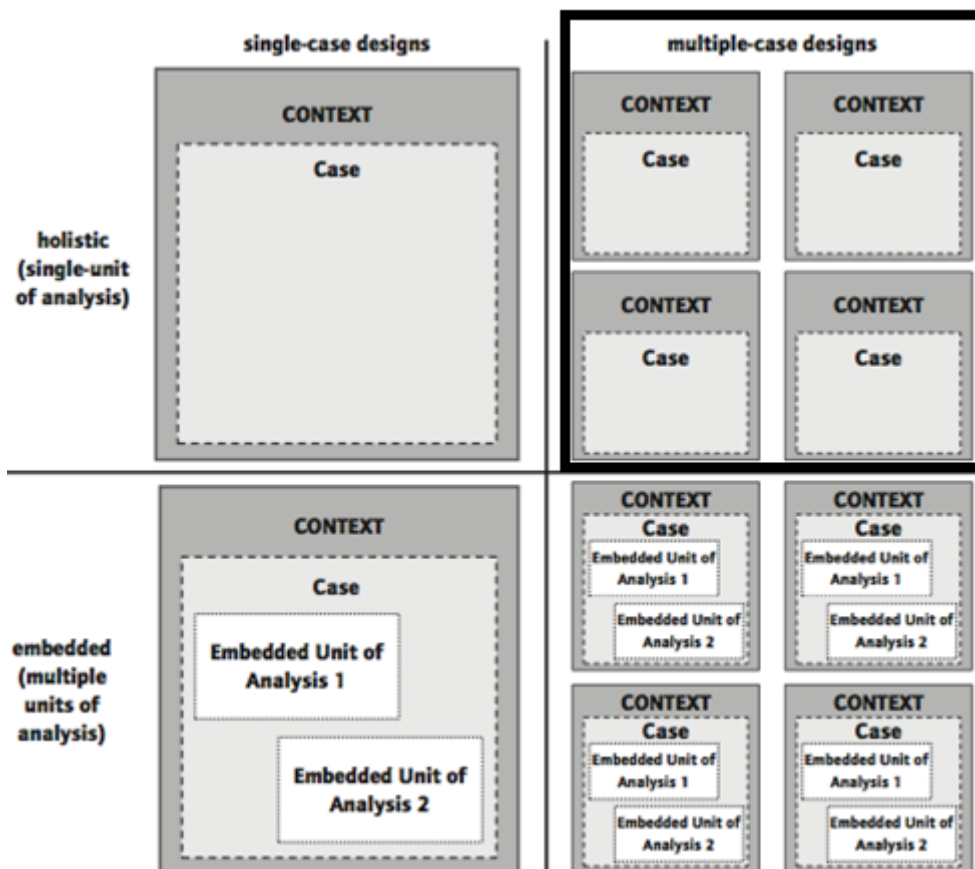 single-case designs
multiple-case designs
CONTEXT
Case
CONTEXT
Case
CONTEXT
Case
holistic
(single-unit
of analysis)
CONTEXT
Case
CONTEXT
Case
CONTEXT
Case
Embedded Unit of
Analysis 1
Embedded Unit of
Analysis 2
embedded
(multiple
units of
analysis)
CONTEXT
Case
Embedded Unit of
Analysis 1
Embedded Unit of
Analysis 2
CONTEXT
Case
Embedded Unit of
Analysis 1
Embedded Unit of
Analysis 2
CONTEXT
Case
Embedded Unit of
Analysis 1
Embedded Unit of
Analysis 2
CONTEXT
Case
Embedded Unit of
Analysis 1
Embedded Unit of
Analysis 2